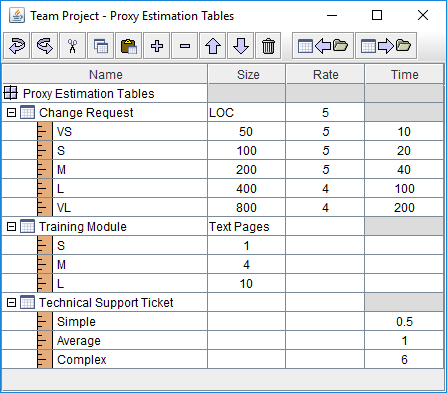 Team Project - Proxy Estimation Tables
Name Size Rate Time
Proxy Estimation Tables
Change Request LOC 5
VS 50 5 10
S 100 5 20
M 200 5 40
L 400 4 100
VL 800 4 200
Training Module Text Pages
S 1
M 4
L 10
Technical Support Ticket
Simple 0.5
Average 1
Complex 6